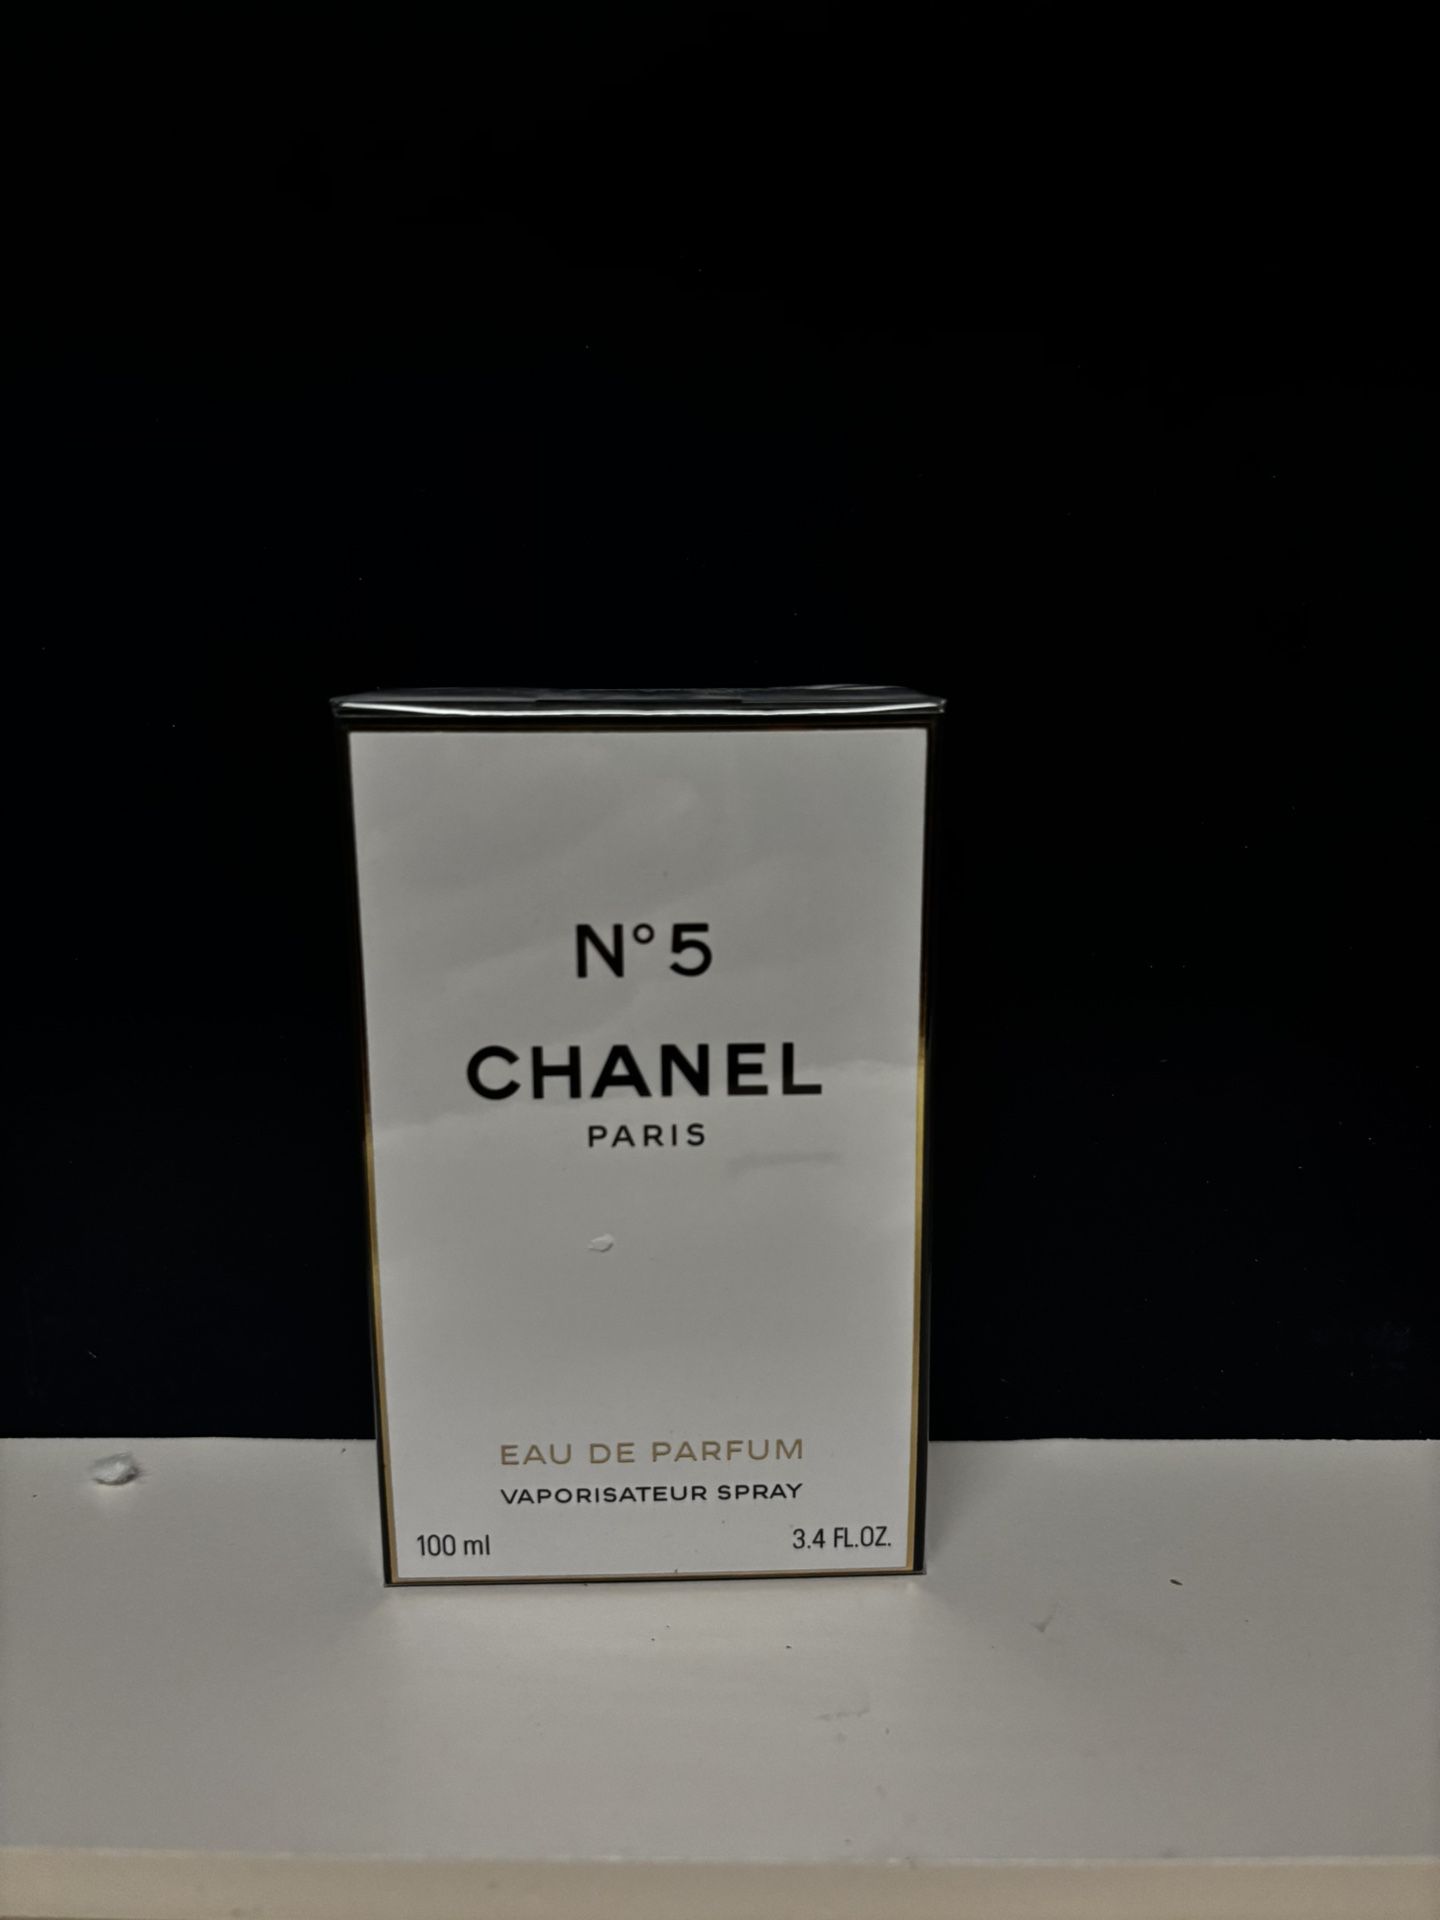 N°5
CHANEL
PARIS
EAU DE PARFUM
VAPORISATEUR SPRAY
100 ml 3.4 FL.OZ.